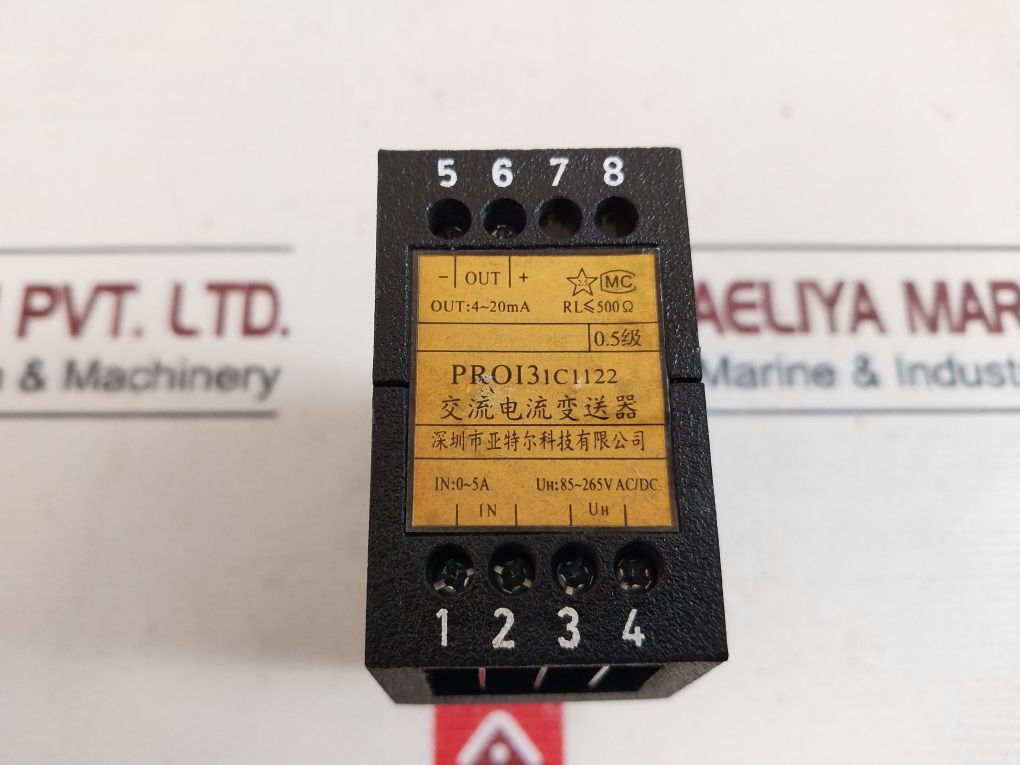 5 6 7 8
- OUT + MC
OUT:4~20mA RL≤500Ω
0.5级
PROI31C1122
交流电流变送器
深圳市亚特尔科技有限公司
IN:0~5A UH:85~265V AC/DC
IN UH
1 2 3 4
PVT. LTD.
& Machinery
AELIYA MAR
Marine & Indust